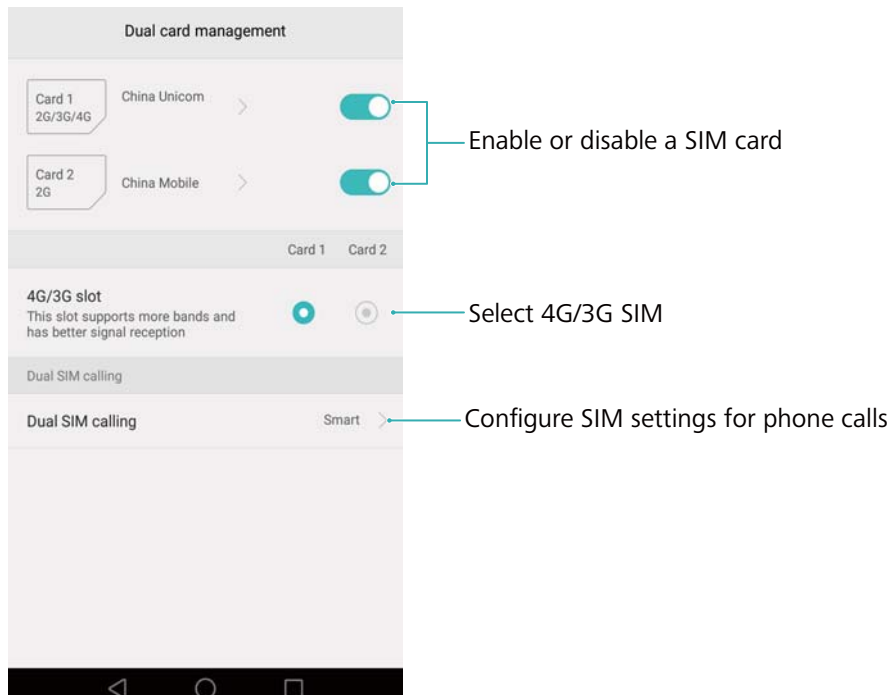 Dual card management
Card 1
2G/3G/4G
China Unicom
Enable or disable a SIM card
Card 2
2G
China Mobile
Card 1 Card 2
4G/3G slot
This slot supports more bands and
has better signal reception
Select 4G/3G SIM
Dual SIM calling
Dual SIM calling
Smart
Configure SIM settings for phone calls